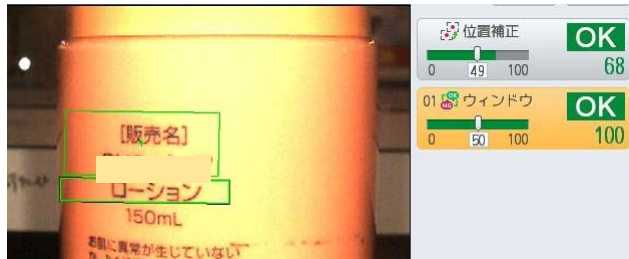 [販売名]
ローション
150mL
お肌に異常が生じていない
位置補正
OK
0 49 100
68
01 ウィンドウ
OK
0 50 100
100